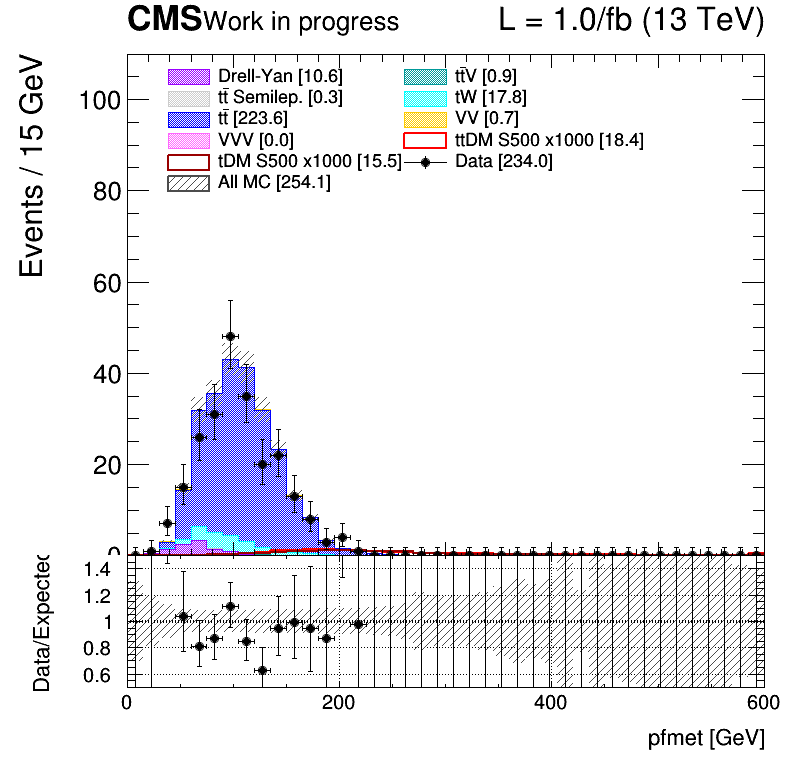 CMS Work in progress L = 1.0/fb (13 TeV)
Events / 15 GeV
Drell-Yan [10.6] tt̄V [0.9]
tt̄ Semilep. [0.3] tW [17.8]
tt̄ [223.6] VV [0.7]
VVV [0.0] ttDM S500 x1000 [18.4]
tDM S500 x1000 [15.5] Data [234.0]
All MC [254.1]
100
80
60
40
20
0
Data/Expected
1.4
1.2
1
0.8
0.6
0 200 400 600
pfmet [GeV]